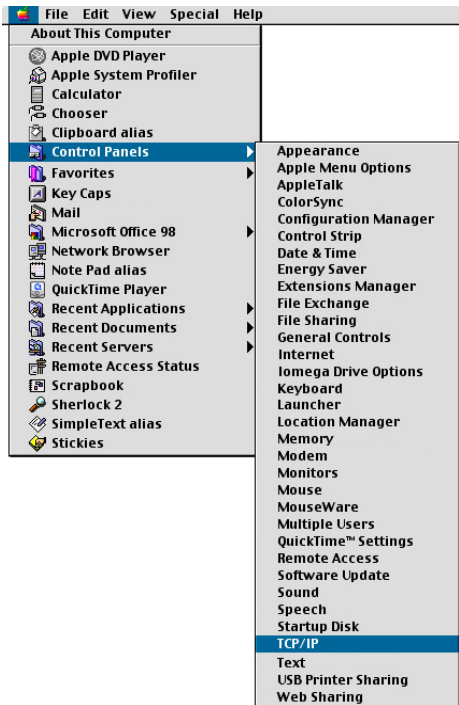 File Edit View Special Help
About This Computer
Apple DVD Player
Apple System Profiler
Calculator
Chooser
Clipboard alias
Control Panels
Favorites
Key Caps
Mail
Microsoft Office 98
Network Browser
Note Pad alias
QuickTime Player
Recent Applications
Recent Documents
Recent Servers
Remote Access Status
Scrapbook
Sherlock 2
SimpleText alias
Stickies
Appearance
Apple Menu Options
AppleTalk
ColorSync
Configuration Manager
Control Strip
Date & Time
Energy Saver
Extensions Manager
File Exchange
File Sharing
General Controls
Internet
Iomega Drive Options
Keyboard
Launcher
Location Manager
Memory
Modem
Monitors
Mouse
MouseWare
Multiple Users
QuickTime™ Settings
Remote Access
Software Update
Sound
Speech
Startup Disk
TCP/IP
Text
USB Printer Sharing
Web Sharing